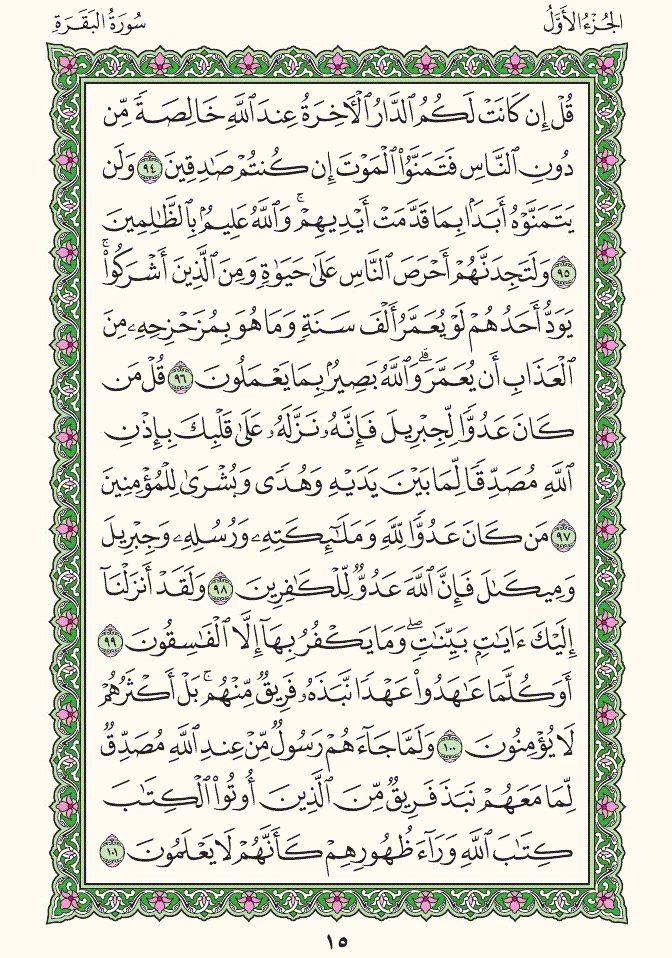 الجُزْءُ الأَوَّلُ
سُورَةُ البَقَرَةِ
قُلْ إِن كَانَتْ لَكُمُ ٱلدَّارُ ٱلْأَخِرَةُ عِندَ ٱللَّهِ خَالِصَةً مِّن
دُونِ ٱلنَّاسِ فَتَمَنَّوُا۟ ٱلْمَوْتَ إِن كُنتُمْ صَٰدِقِينَ ٩٤ وَلَن
يَتَمَنَّوْهُ أَبَدًۢا بِمَا قَدَّمَتْ أَيْدِيهِمْ ۚ وَٱللَّهُ عَلِيمٌۢ بِٱلظَّٰلِمِينَ
٩٥ وَلَتَجِدَنَّهُمْ أَحْرَصَ ٱلنَّاسِ عَلَىٰ حَيَوٰةٍ وَمِنَ ٱلَّذِينَ أَشْرَكُوا۟ ۚ
يَوَدُّ أَحَدُهُمْ لَوْ يُعَمَّرُ أَلْفَ سَنَةٍ وَمَا هُوَ بِمُزَحْزِحِهِۦ مِنَ
ٱلْعَذَابِ أَن يُعَمَّرَ ۗ وَٱللَّهُ بَصِيرٌۢ بِمَا يَعْمَلُونَ ٩٦ قُلْ مَن
كَانَ عَدُوًّا لِّجِبْرِيلَ فَإِنَّهُۥ نَزَّلَهُۥ عَلَىٰ قَلْبِكَ بِإِذْنِ
ٱللَّهِ مُصَدِّقًا لِّمَا بَيْنَ يَدَيْهِ وَهُدًى وَبُشْرَىٰ لِلْمُؤْمِنِينَ
٩٧ مَن كَانَ عَدُوًّا لِّلَّهِ وَمَلَٰٓئِكَتِهِۦ وَرُسُلِهِۦ وَجِبْرِيلَ
وَمِيكَىٰلَ فَإِنَّ ٱللَّهَ عَدُوٌّ لِّلْكَٰفِرِينَ ٩٨ وَلَقَدْ أَنزَلْنَآ
إِلَيْكَ ءَايَٰتٍۭ بَيِّنَٰتٍ ۖ وَمَا يَكْفُرُ بِهَآ إِلَّا ٱلْفَٰسِقُونَ ٩٩
أَوَكُلَّمَا عَٰهَدُوا۟ عَهْدًا نَّبَذَهُۥ فَرِيقٌ مِّنْهُم ۚ بَلْ أَكْثَرُهُمْ
لَا يُؤْمِنُونَ ١٠٠ وَلَمَّا جَآءَهُمْ رَسُولٌ مِّنْ عِندِ ٱللَّهِ مُصَدِّقٌ
لِّمَا مَعَهُمْ نَبَذَ فَرِيقٌ مِّنَ ٱلَّذِينَ أُوتُوا۟ ٱلْكِتَٰبَ
كِتَٰبَ ٱللَّهِ وَرَآءَ ظُهُورِهِمْ كَأَنَّهُمْ لَا يَعْلَمُونَ ١٠١
١٥